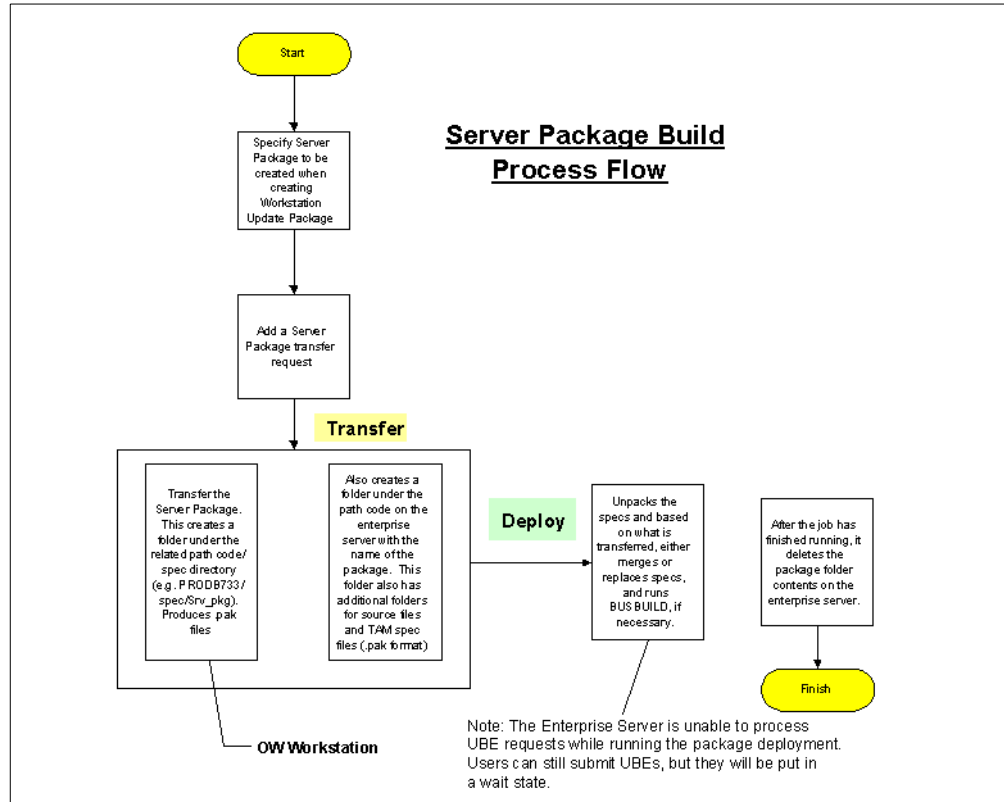 Start
Server Package Build
Process Flow
Specify Server
Package to be
created when
creating
Workstation
Update Package
Add a Server
Package transfer
request
Transfer
Transfer the
Server Package.
This creates a
folder under the
related path code/
spec directory
(e.g. PRODB733/
spec/Srv_pkg).
Produces .pak
files
Also creates a
folder under the
path code on the
enterprise
server with the
name of the
package. This
folder also has
additional folders
for source files
and TAM spec
files (.pak format)
Deploy
Unpacks the
specs and based
on what is
transferred, either
merges or
replaces specs,
and runs
BUSBUILD, if
necessary.
After the job has
finished running, it
deletes the
package folder
contents on the
enterprise server.
Finish
OW Workstation
Note: The Enterprise Server is unable to process
UBE requests while running the package deployment.
Users can still submit UBEs, but they will be put in
a wait state.